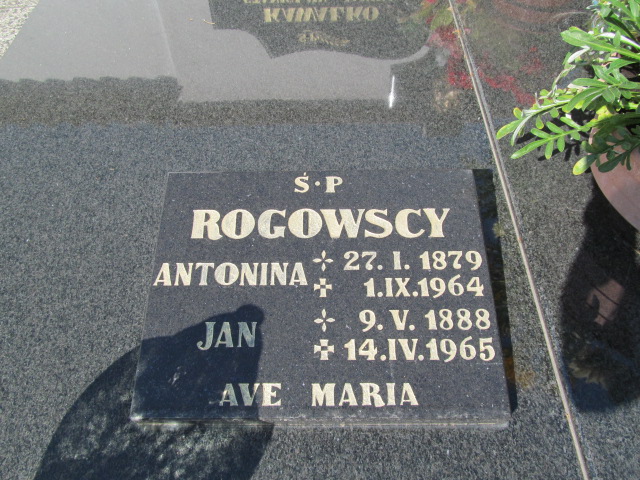 Ś·P
ROGOWSCY
ANTONINA 27. I. 1879
1.IX.1964
JAN 9. V. 1888
14.IV.1965
AVE MARIA